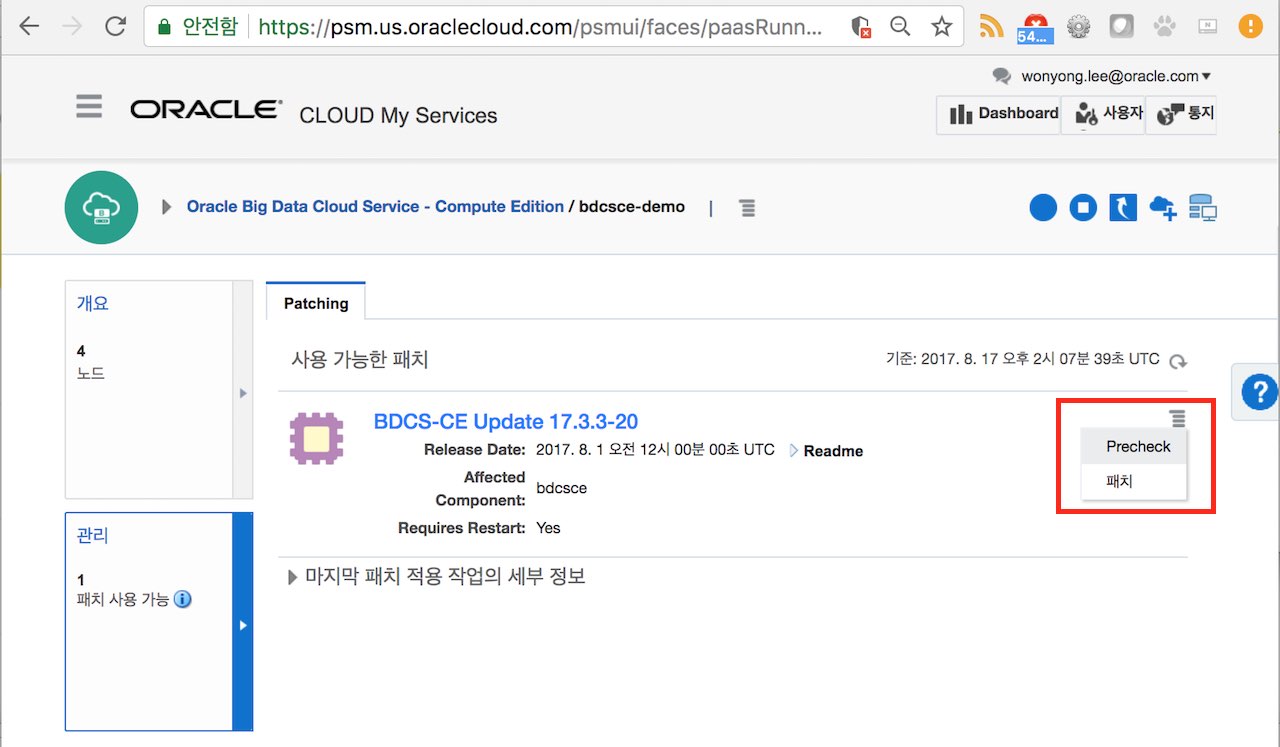 안전함 https://psm.us.oraclecloud.com/psmui/faces/paasRunn...
54...
wonyong.lee@oracle.com
ORACLE CLOUD My Services
Dashboard 사용자 통지
Oracle Big Data Cloud Service - Compute Edition / bdcsce-demo |
개요
4
노드
관리
1
패치 사용 가능
Patching
사용 가능한 패치
기준: 2017. 8. 17 오후 2시 07분 39초 UTC
BDCS-CE Update 17.3.3-20
Release Date: 2017. 8. 1 오전 12시 00분 00초 UTC Readme
Affected
Component: bdcsce
Requires Restart: Yes
Precheck
패치
마지막 패치 적용 작업의 세부 정보
?